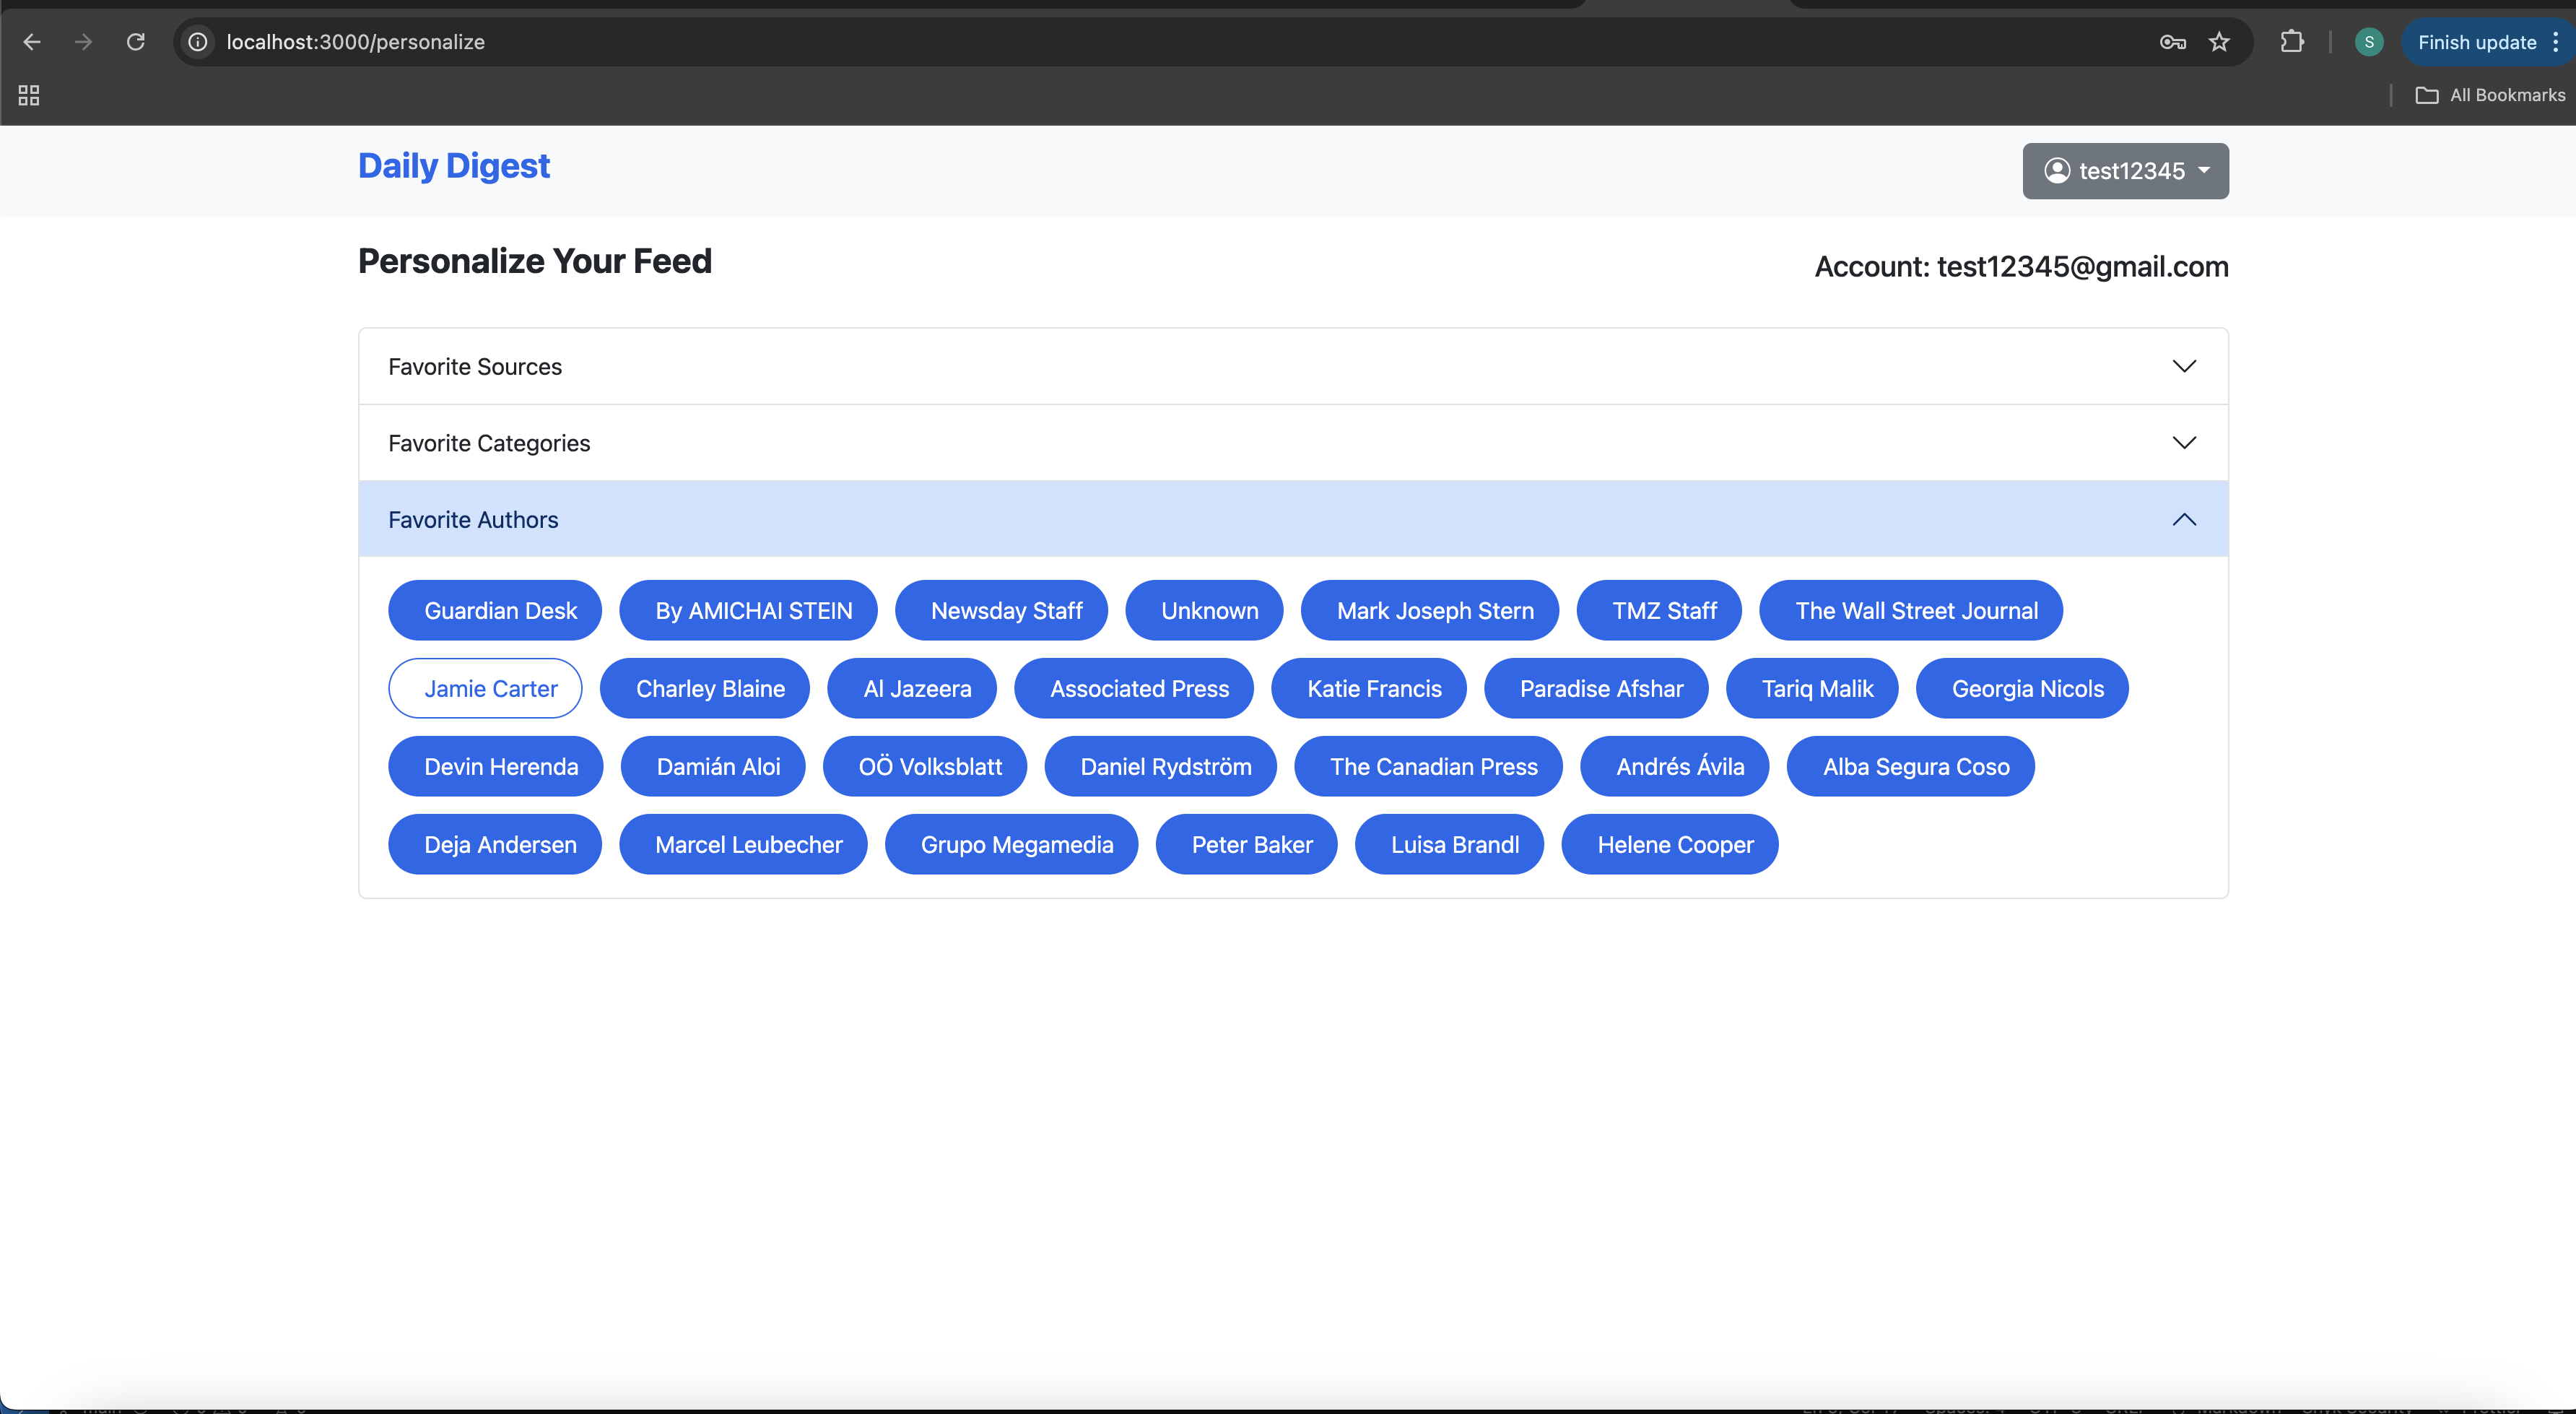 localhost:3000/personalize
S
Finish update
All Bookmarks
Daily Digest
test12345
Personalize Your Feed
Account: test12345@gmail.com
Favorite Sources
Favorite Categories
Favorite Authors
Guardian Desk By AMICHAI STEIN Newsday Staff Unknown Mark Joseph Stern TMZ Staff The Wall Street Journal
Jamie Carter Charley Blaine Al Jazeera Associated Press Katie Francis Paradise Afshar Tariq Malik Georgia Nicols
Devin Herenda Damián Aloi OÖ Volksblatt Daniel Rydström The Canadian Press Andrés Ávila Alba Segura Coso
Deja Andersen Marcel Leubecher Grupo Megamedia Peter Baker Luisa Brandl Helene Cooper